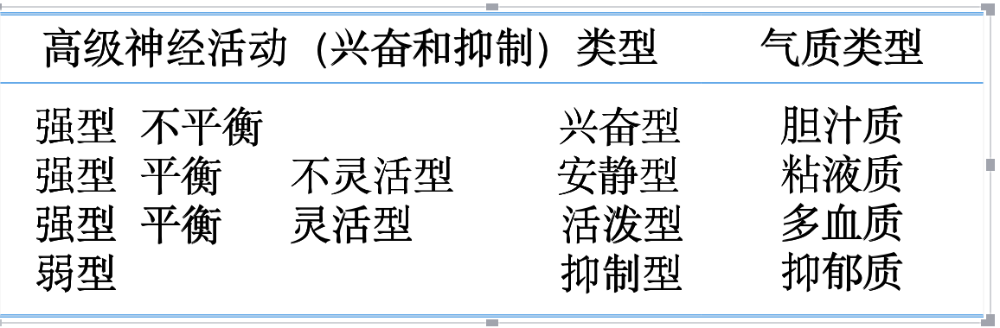 高级神经活动（兴奋和抑制）类型 气质类型
强型 不平衡 兴奋型 胆汁质
强型 平衡 不灵活型 安静型 粘液质
强型 平衡 灵活型 活泼型 多血质
弱型 抑制型 抑郁质